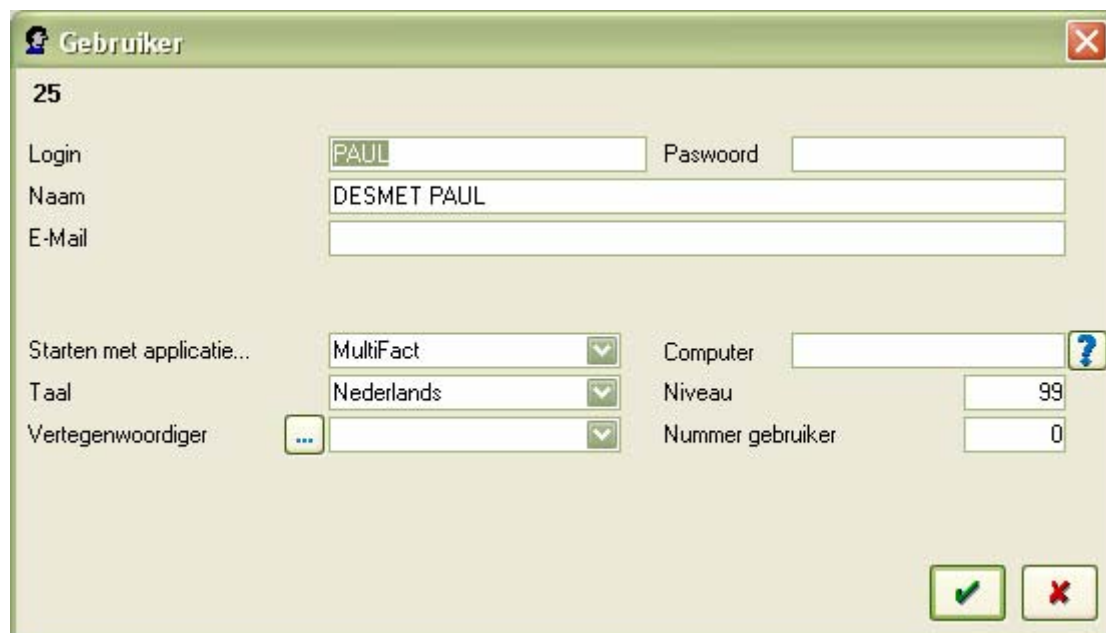 Gebruiker
25
Login PAUL Paswoord
Naam DESMET PAUL
E-Mail
Starten met applicatie... MultiFact Computer ?
Taal Nederlands Niveau 99
Vertegenwoordiger ... Nummer gebruiker 0